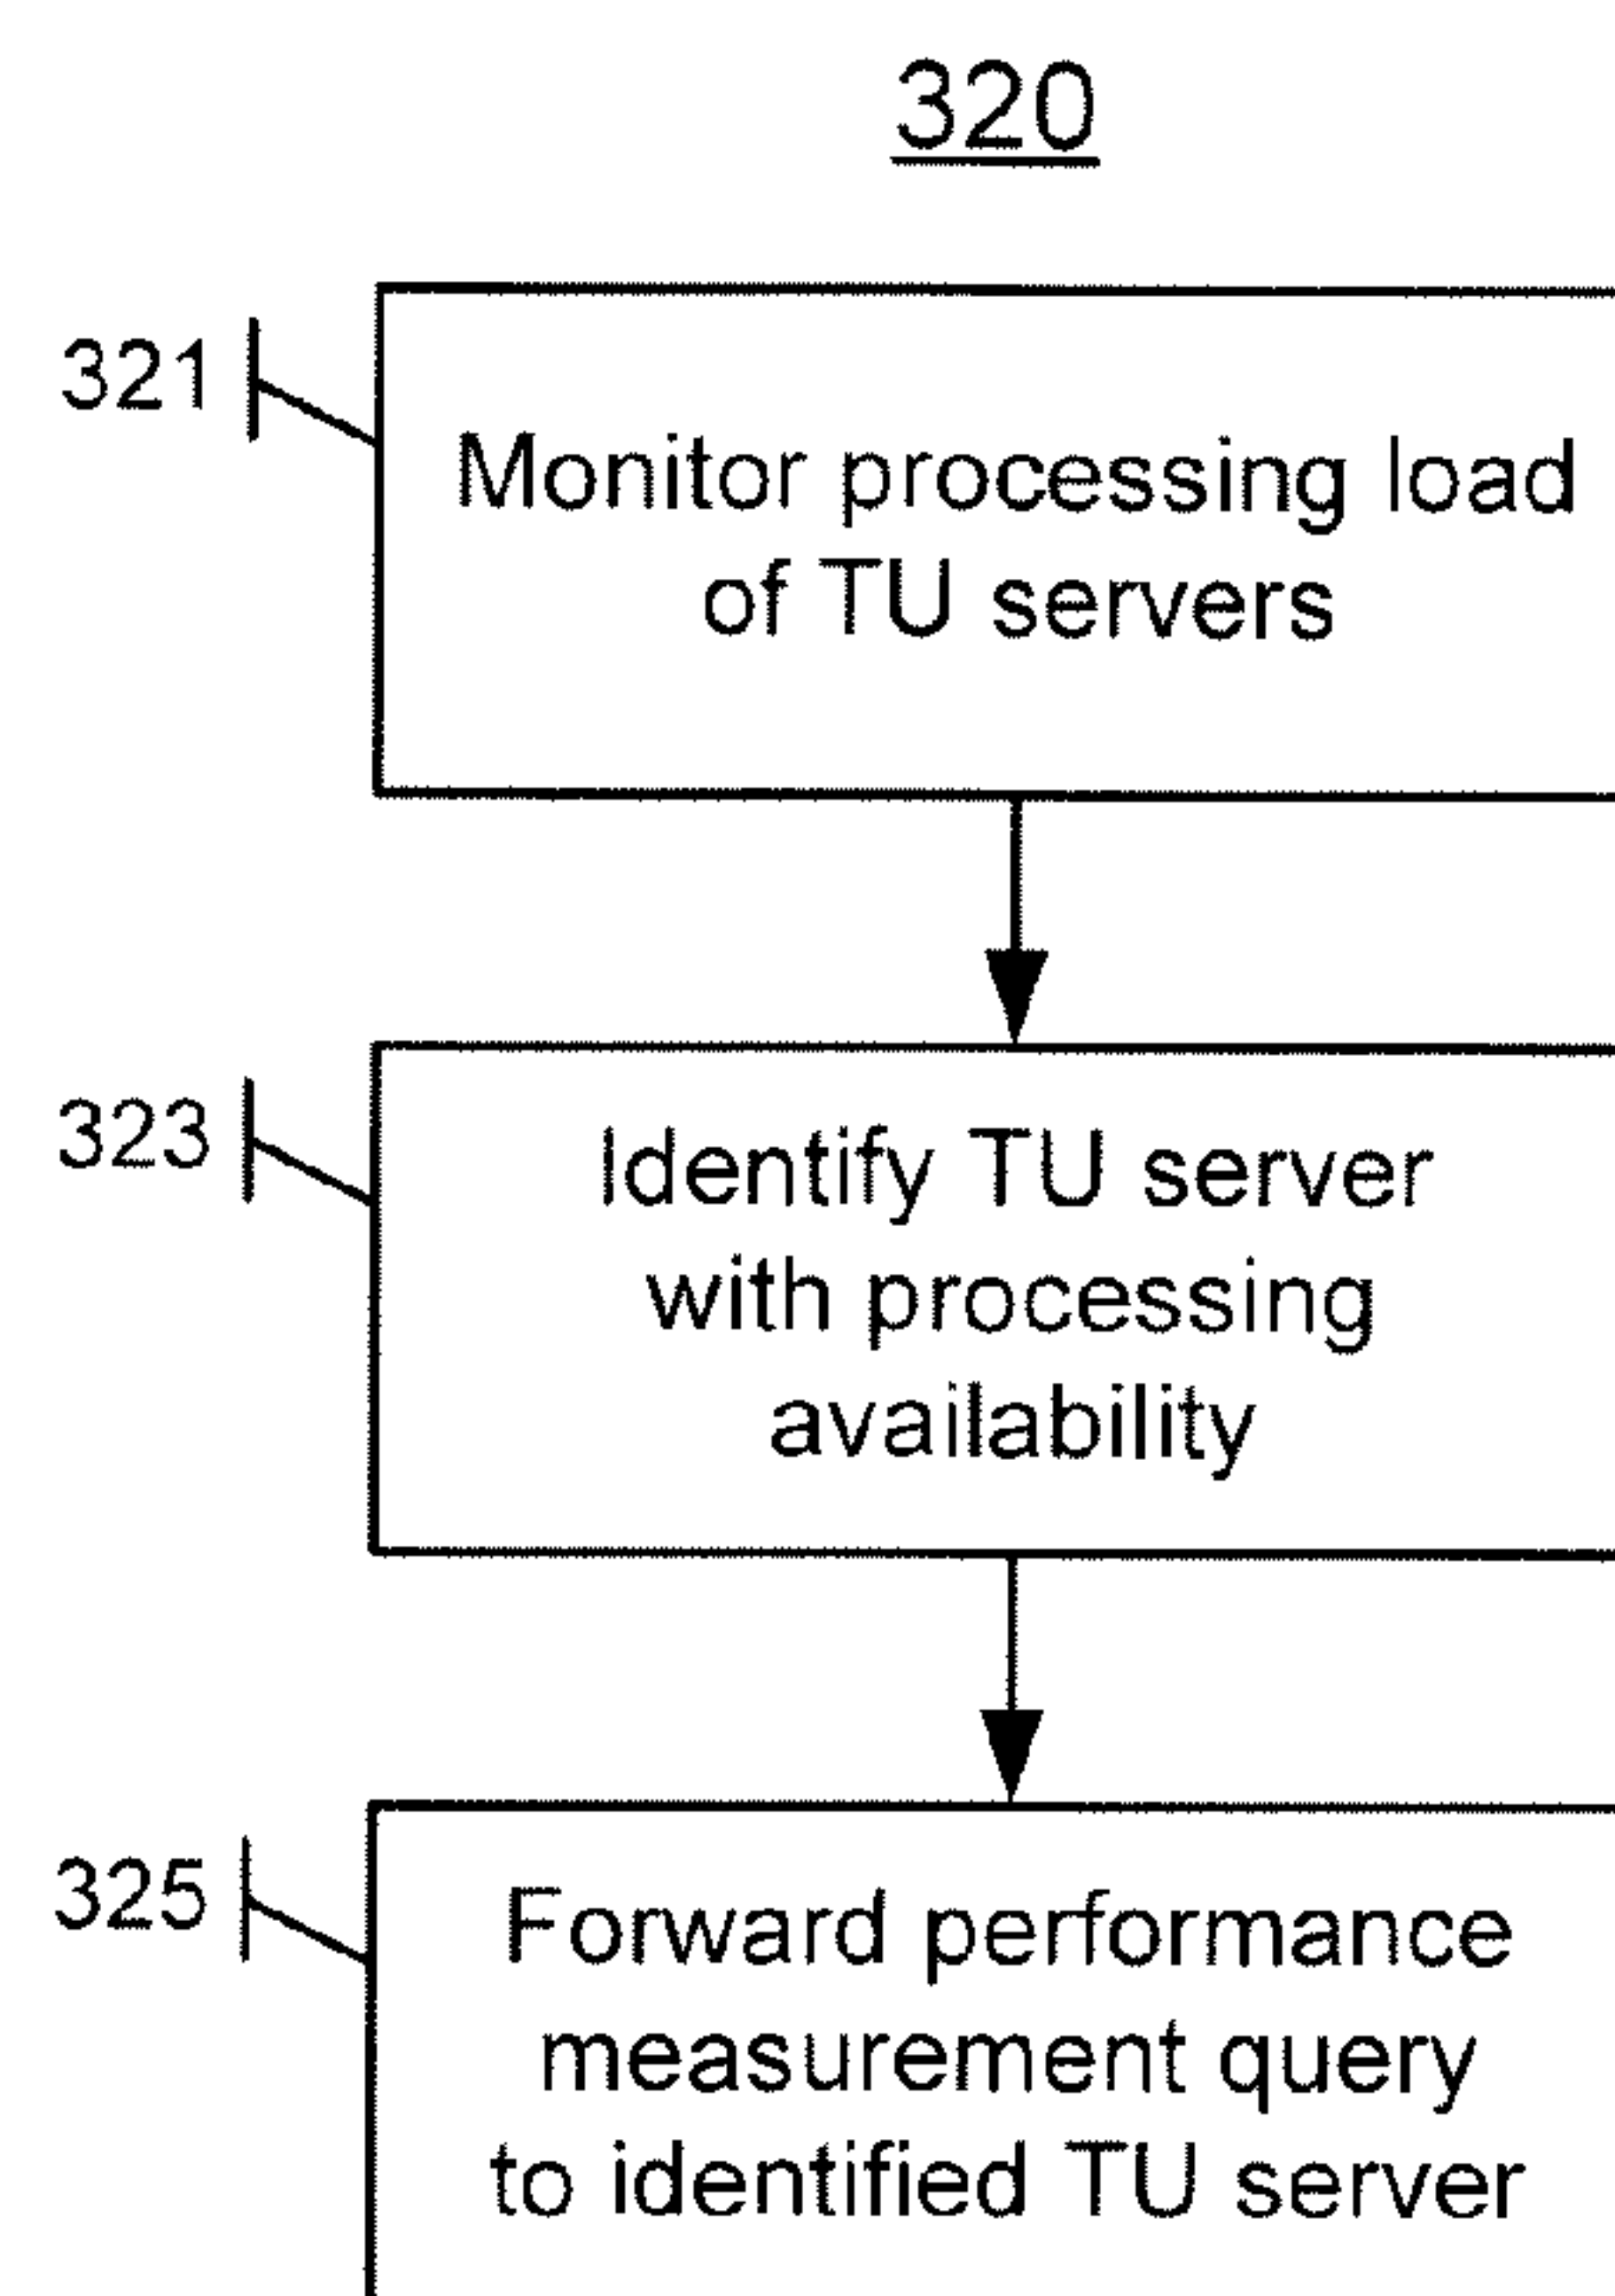 320
321
Monitor processing load
of TU servers
323
Identify TU server
with processing
availability
325
Forward performance
measurement query
to identified TU server